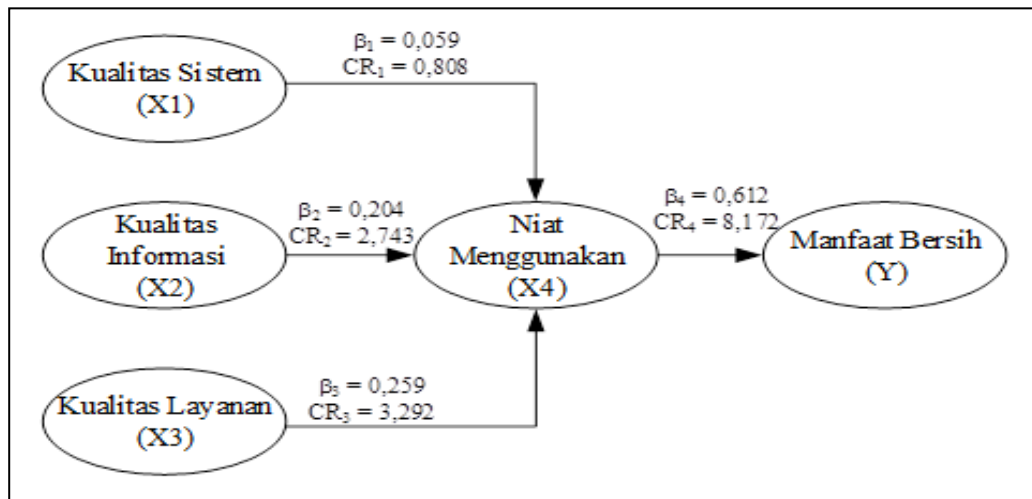 β₁ = 0,059
CR₁ = 0,808
Kualitas Sistem
(X1)
β₂ = 0,204
CR₂ = 2,743
Kualitas
Informasi
(X2)
Niat
Menggunakan
(X4)
β₄ = 0,612
CR₄ = 8,172
Manfaat Bersih
(Y)
β₃ = 0,259
CR₃ = 3,292
Kualitas Layanan
(X3)